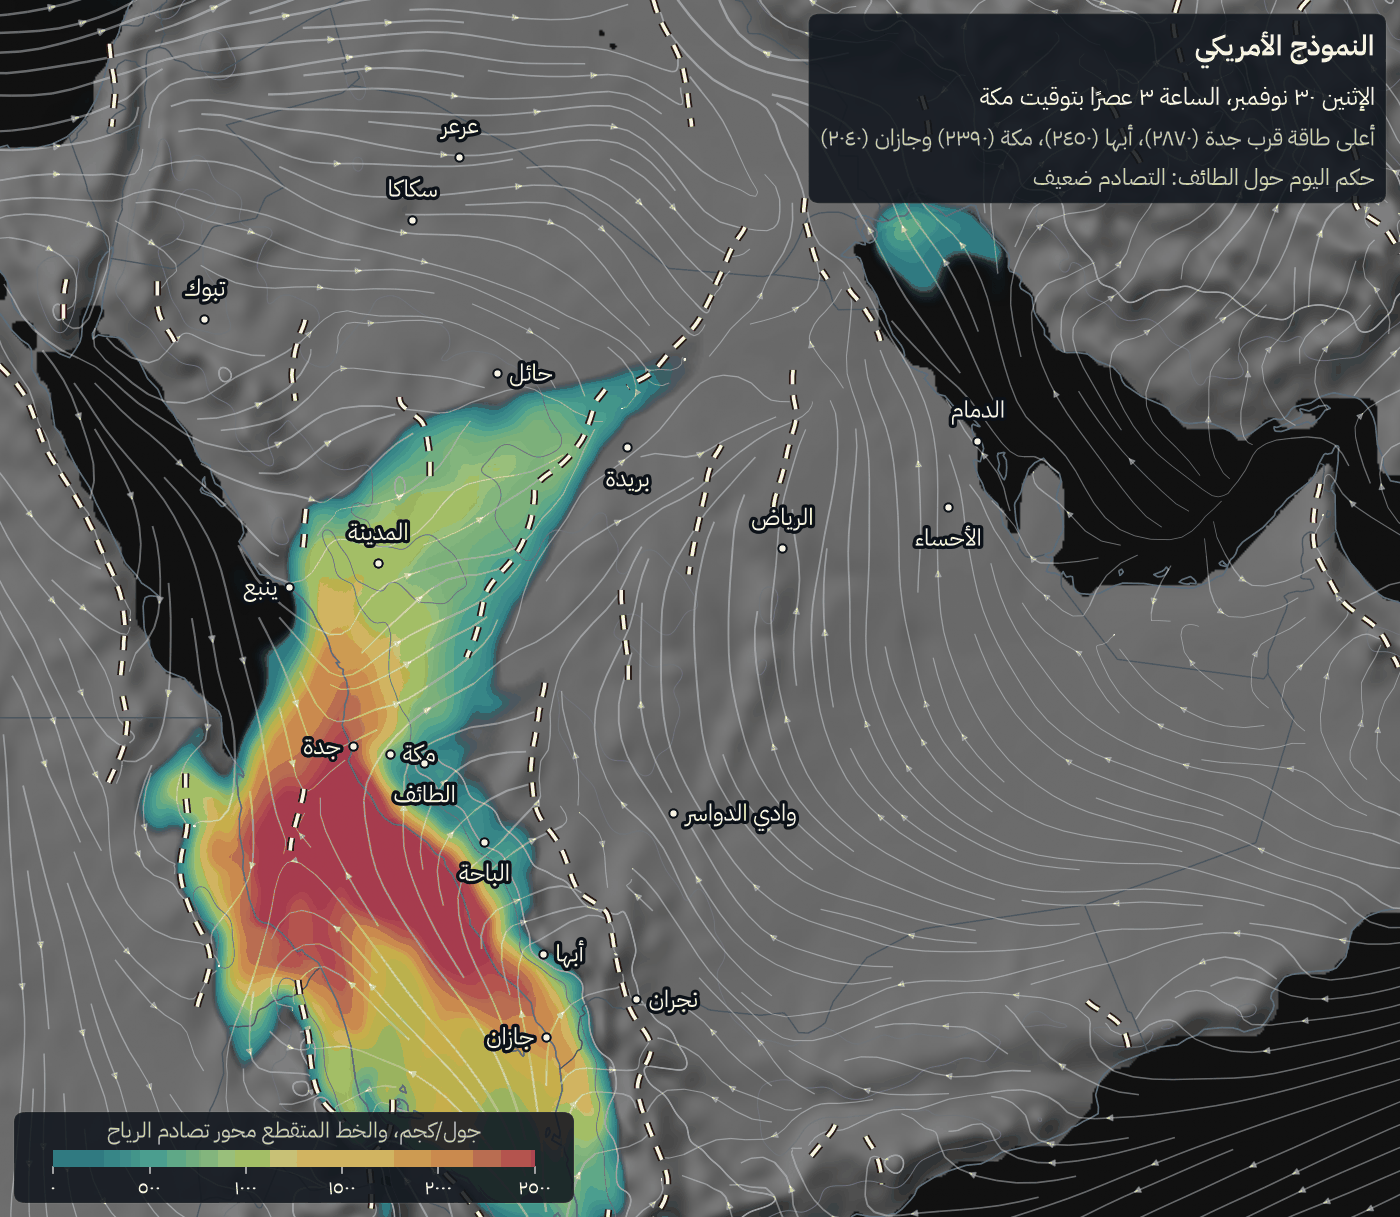 النموذج الأمريكي
الإثنين ٣٠ نوفمبر، الساعة ٣ عصرًا بتوقيت مكة
أعلى طاقة قرب جدة (٢٨٧٠)، أبها (٢٤٥٠)، مكة (٢٣٩٠) وجازان (٢٠٤٠)
حكم اليوم حول الطائف: التصادم ضعيف
عرعر
سكاكا
تبوك
حائل
الدمام
بريدة
الرياض
الأحساء
المدينة
ينبع
جدة
مكة
الطائف
وادي الدواسر
الباحة
أبها
نجران
جازان
جول/كجم، والخط المتقطع محور تصادم الرياح
٠ ٥٠٠ ١٠٠٠ ١٥٠٠ ٢٠٠٠ ٢٥٠٠